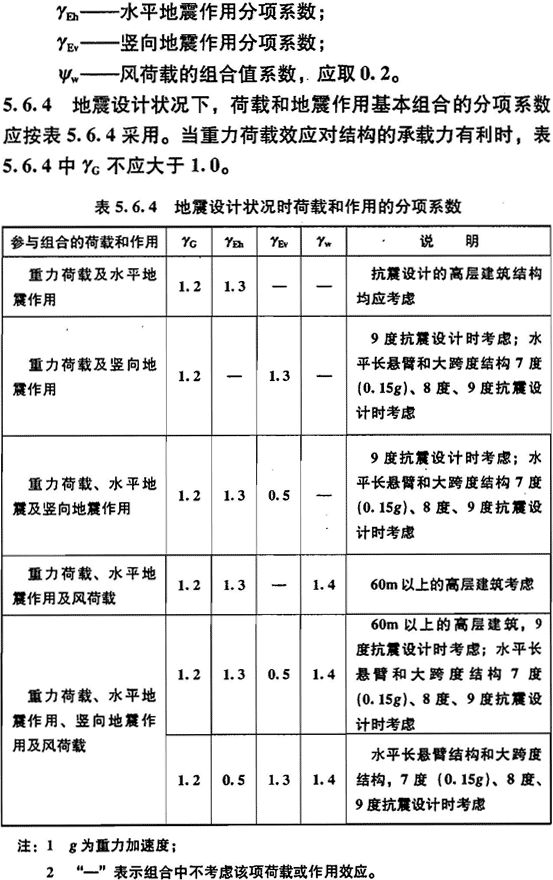 γEh——水平地震作用分项系数；
γEv——竖向地震作用分项系数；
ψw——风荷载的组合值系数，应取0.2。
5.6.4 地震设计状况下，荷载和地震作用基本组合的分项系数
应按表5.6.4采用。当重力荷载效应对结构的承载力有利时，表
5.6.4中γG不应大于1.0。
表5.6.4 地震设计状况时荷载和作用的分项系数
参与组合的荷载和作用 γG γEh γEv γw 说 明
重力荷载及水平地
震作用
1.2 1.3 — —
抗震设计的高层建筑结构
均应考虑
重力荷载及竖向地
震作用
1.2 — 1.3 —
9度抗震设计时考虑；水
平长悬臂和大跨度结构7度
(0.15g)、8度、9度抗震设
计时考虑
重力荷载、水平地
震及竖向地震作用
1.2 1.3 0.5 —
9度抗震设计时考虑；水
平长悬臂和大跨度结构7度
(0.15g)、8度、9度抗震设
计时考虑
重力荷载、水平地
震作用及风荷载
1.2 1.3 — 1.4
60m以上的高层建筑考虑
重力荷载、水平地
震作用、竖向地震作
用及风荷载
1.2 1.3 0.5 1.4
60m以上的高层建筑，9
度抗震设计时考虑；水平长
悬臂和大跨度结构7度
(0.15g)、8度、9度抗震设
计时考虑
1.2 0.5 1.3 1.4
水平长悬臂结构和大跨度
结构，7度（0.15g)、8度、
9度抗震设计时考虑
注：1 g为重力加速度；
2 “—”表示组合中不考虑该项荷载或作用效应。